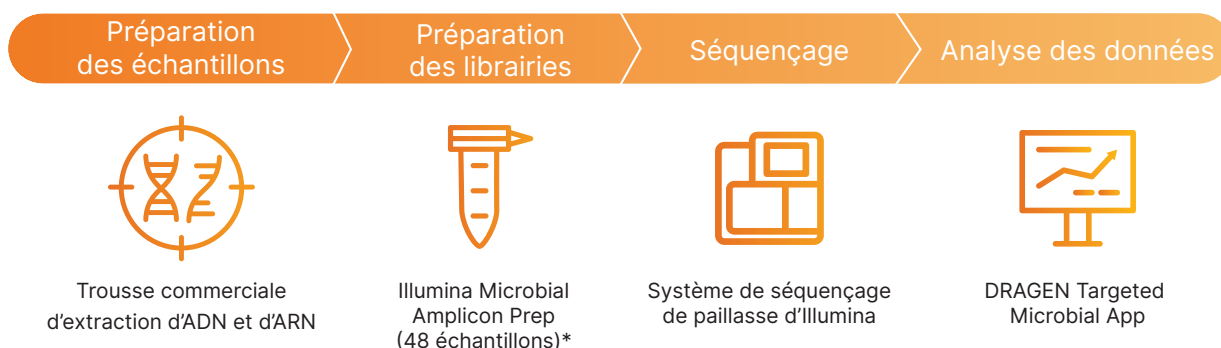 Préparation
des échantillons
Préparation
des librairies
Séquençage
Analyse des données
Trousse commerciale
d'extraction d'ADN et d'ARN
Illumina Microbial
Amplicon Prep
(48 échantillons)*
Système de séquençage
de paillasse d'Illumina
DRAGEN Targeted
Microbial App